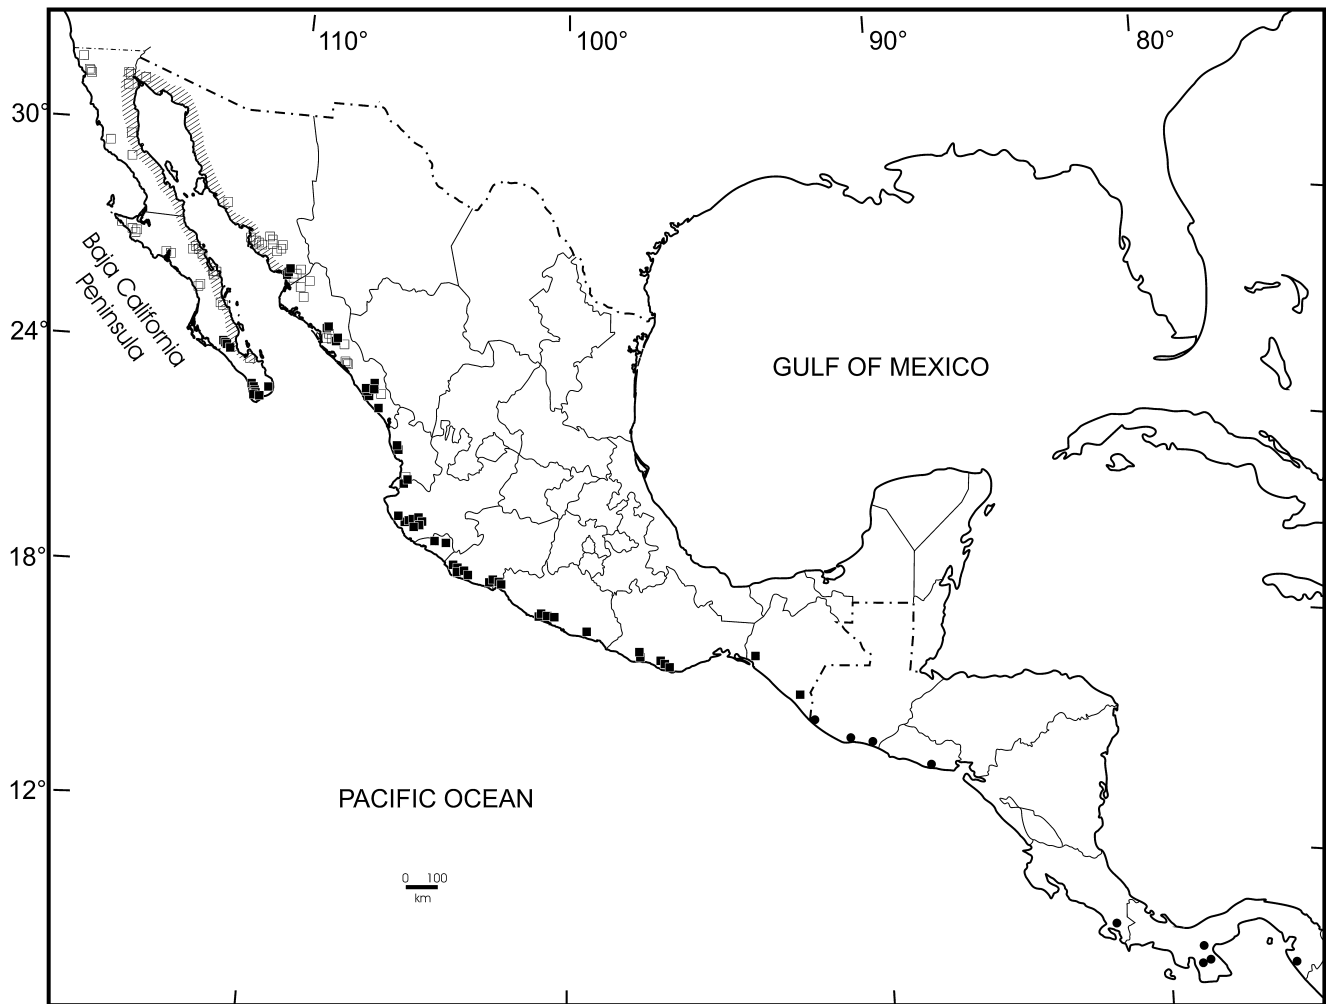 110°
100°
90°
80°
30°
24°
18°
12°
Baja California
Peninsula
GULF OF MEXICO
PACIFIC OCEAN
0 100
km